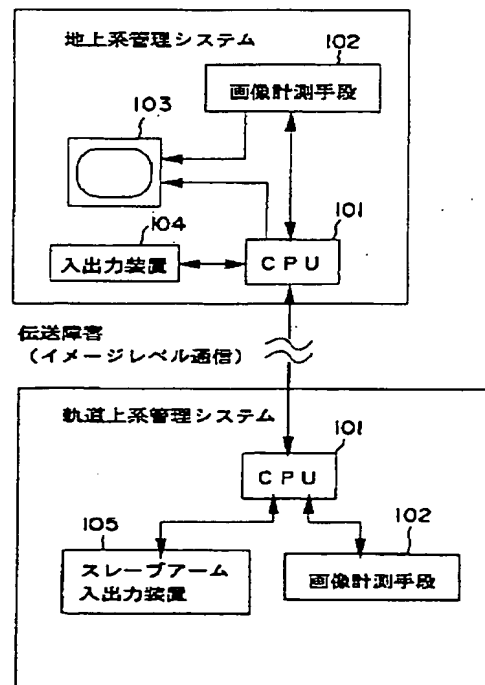 地上系管理システム
102
画像計測手段
103
101
104
CPU
入出力装置
伝送障害
(イメージレベル通信)
軌道上系管理システム
101
CPU
105
102
スレーブアーム
入出力装置
画像計測手段